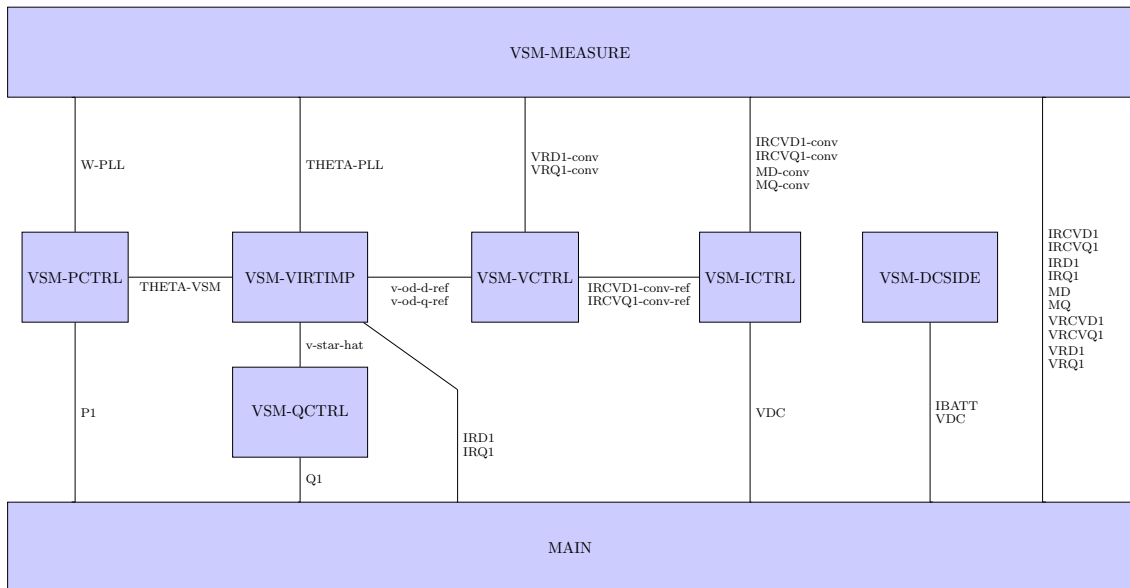 VSM-MEASURE
W-PLL
THETA-PLL
VRD1-conv
VRQ1-conv
IRCVD1-conv
IRCVQ1-conv
MD-conv
MQ-conv
IRCVD1
IRCVQ1
IRD1
IRQ1
MD
MQ
VRCVD1
VRCVQ1
VRD1
VRQ1
VSM-PCTRL
THETA-VSM
VSM-VIRTIMP
v-od-d-ref
v-od-q-ref
VSM-VCTRL
IRCVD1-conv-ref
IRCVQ1-conv-ref
VSM-ICTRL
VSM-DCSIDE
v-star-hat
VSM-QCTRL
P1
IRD1
IRQ1
VDC
IBATT
VDC
Q1
MAIN